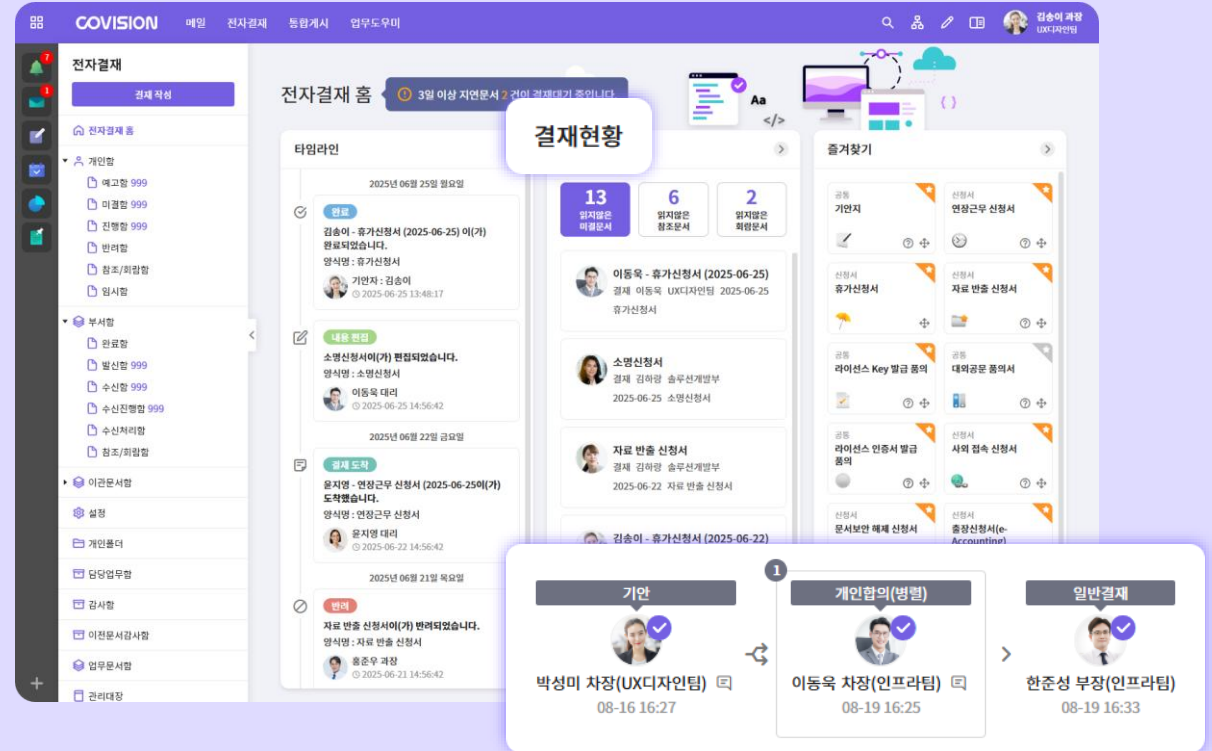 COVISION 메일 전자결재 통합게시 업무도우미
김송이 과장
UX디자인팀
7
1
전자결재
결재 작성
전자결재 홈
개인함
예고함 999
미결함 999
진행함 999
반려함
참조/회람함
임시함
부서함
완료함
발신함 999
수신함 999
수신진행함 999
수신처리함
참조/회람함
이관문서함
설정
개인폴더
담당업무함
감사함
이전문서감사함
업무문서함
관리대장
전자결재 홈
3일 이상 지연문서 2 건이 결재대기 중입니다
Aa
</>
{ }
타임라인
2025년 06월 25일 월요일
완료
김송이 - 휴가신청서 (2025-06-25) 이(가)
완료되었습니다.
양식명 : 휴가신청서
기안자 : 김송이
2025-06-25 13:48:17
내용 편집
소명신청서이(가) 편집되었습니다.
양식명 : 소명신청서
이동욱 대리
2025-06-25 14:56:42
2025년 06월 22일 금요일
결재 도착
윤지영 - 연장근무 신청서 (2025-06-25이(가)
도착했습니다.
양식명 : 연장근무 신청서
윤지영 대리
2025-06-22 14:56:42
2025년 06월 21일 목요일
반려
자료 반출 신청서이(가) 반려되었습니다.
양식명 : 자료 반출 신청서
홍준우 과장
2025-06-21 14:56:42
결재현황
13
읽지않은
미결문서
6
읽지않은
참조문서
2
읽지않은
회람문서
이동욱 - 휴가신청서 (2025-06-25)
결재 이동욱 UX디자인팀 2025-06-25
휴가신청서
소명신청서
결재 김하랑 솔루션개발부
2025-06-25 소명신청서
자료 반출 신청서
결재 김하랑 솔루션개발부
2025-06-22 자료 반출 신청서
김송이 - 휴가신청서 (2025-06-22)
즐겨찾기
공통
기안지
신청서
연장근무 신청서
신청서
휴가신청서
신청서
자료 반출 신청서
공통
라이선스 Key 발급 품의
공통
대외공문 품의서
공통
라이선스 인증서 발급
품의
신청서
사외 접속 신청서
신청서
문서보안 해제 신청서
신청서
출장신청서(e-
Accounting)
기안
박성미 차장(UX디자인팀)
08-16 16:27
1
개인합의(병렬)
이동욱 차장(인프라팀)
08-19 16:25
일반결재
한준성 부장(인프라팀)
08-19 16:33